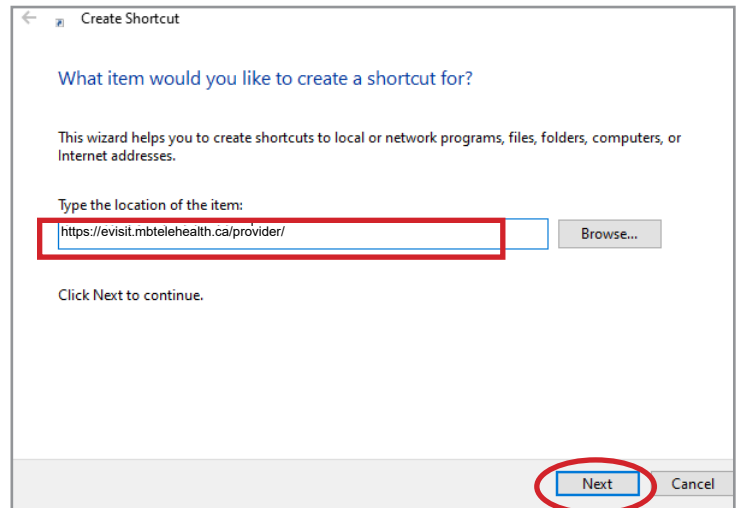 Create Shortcut
What item would you like to create a shortcut for?
This wizard helps you to create shortcuts to local or network programs, files, folders, computers, or
Internet addresses.
Type the location of the item:
https://evisit.mbtelehealth.ca/provider/
Browse...
Click Next to continue.
Next
Cancel